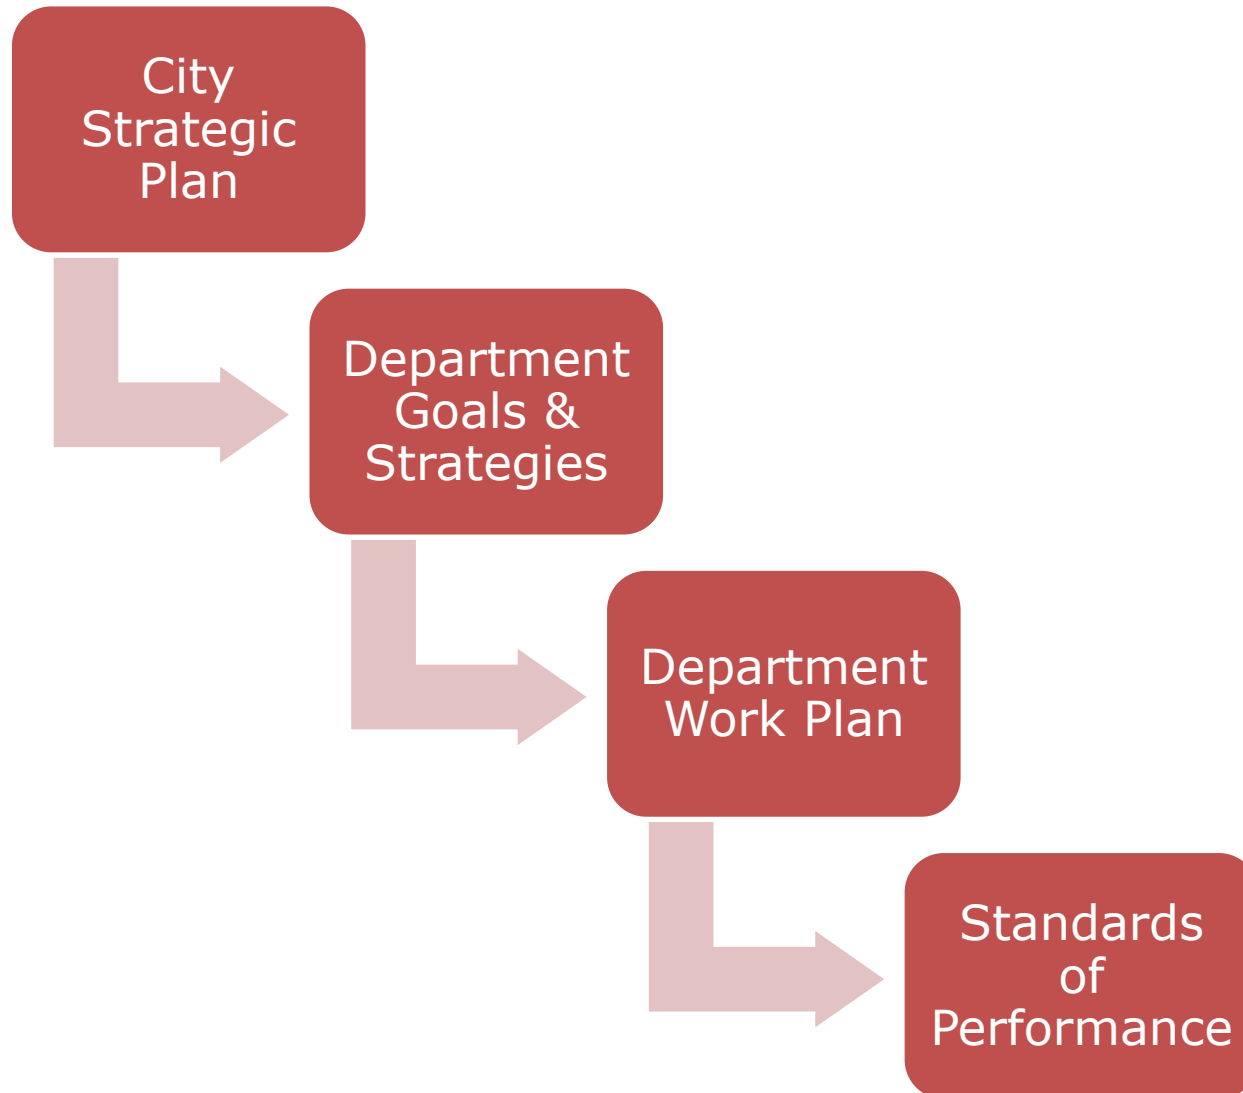 City
Strategic
Plan
Department
Goals &
Strategies
Department
Work Plan
Standards
of
Performance